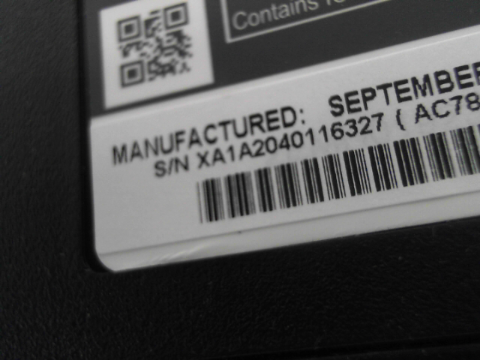 Contains
MANUFACTURED: SEPTEMBER
S/N XA1A2040116327 ( AC78